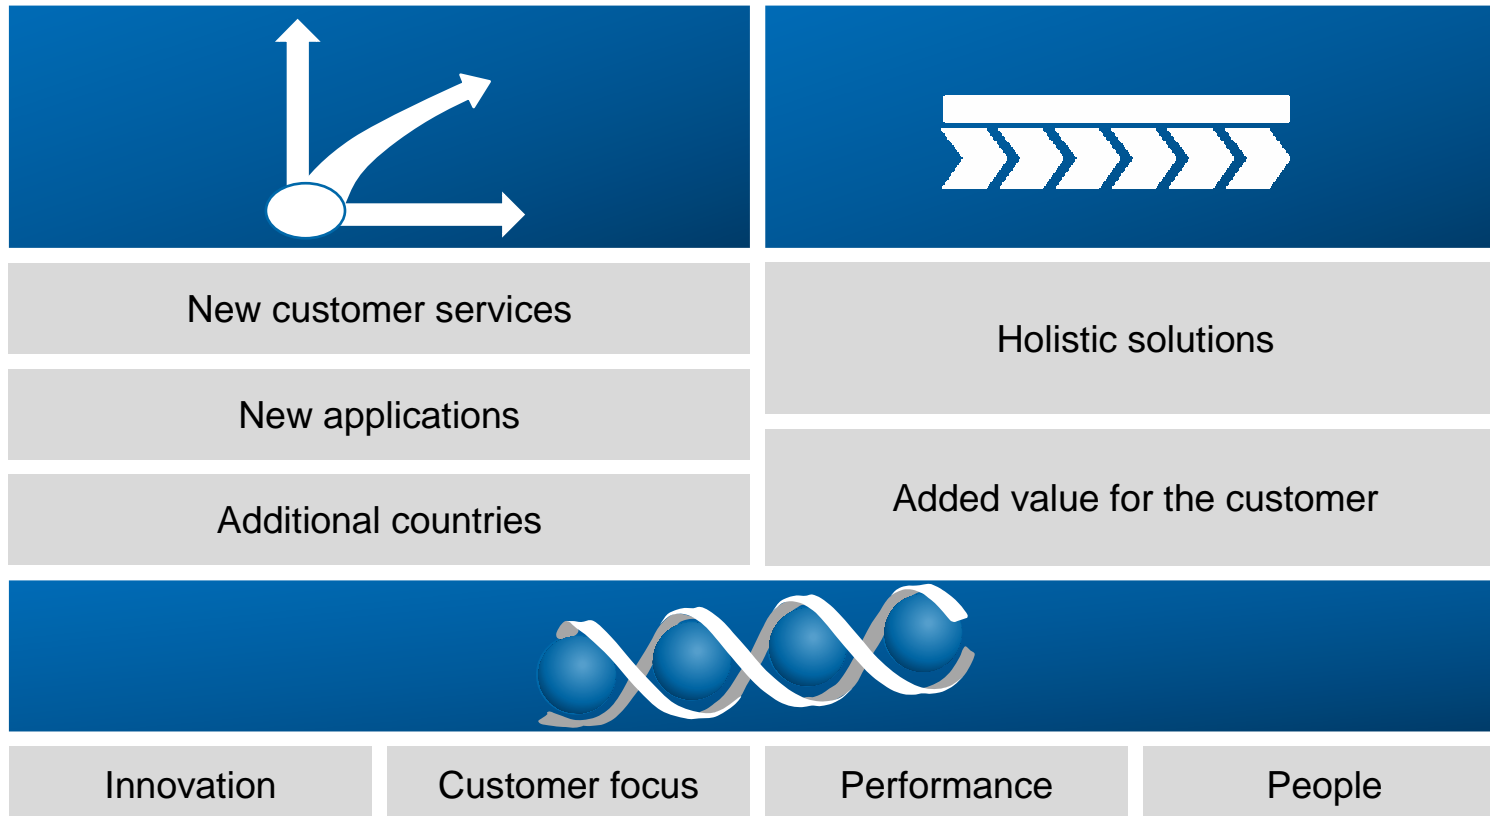 New customer services
New applications
Additional countries
Holistic solutions
Added value for the customer
Innovation
Customer focus
Performance
People